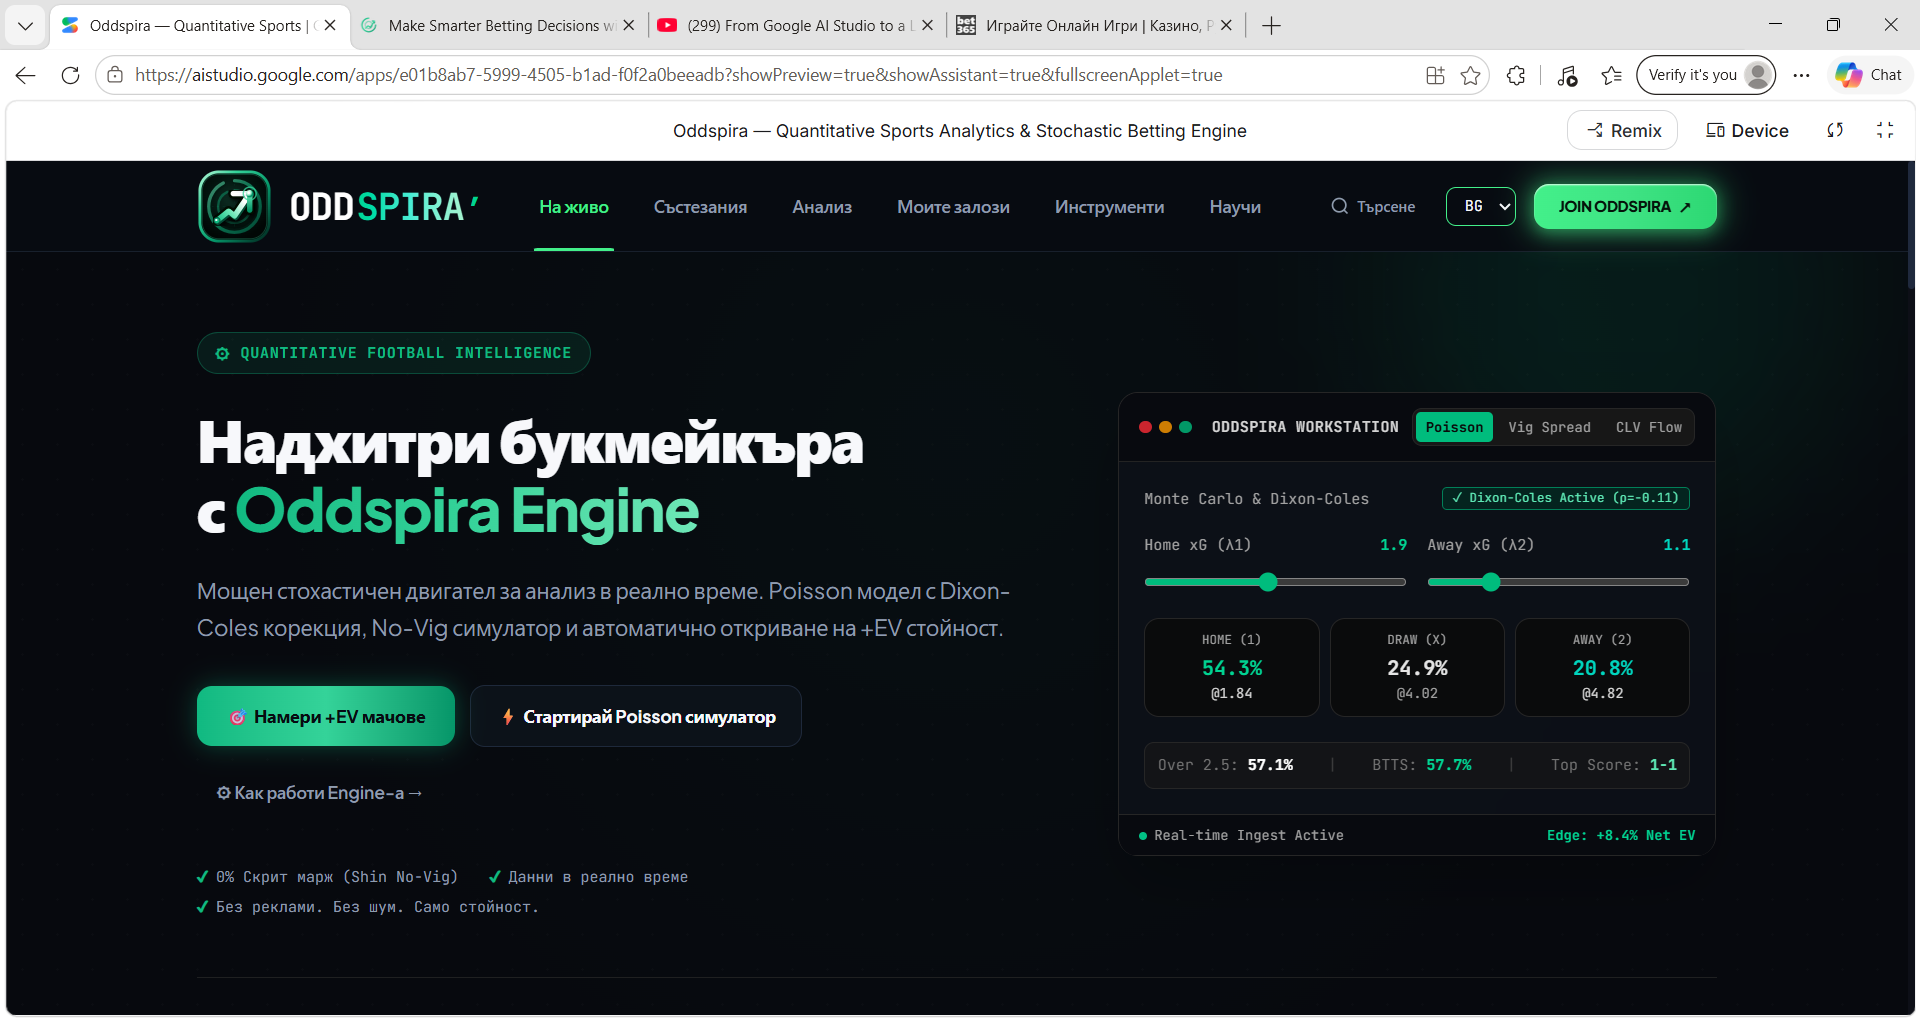 Oddspira — Quantitative Sports |
Make Smarter Betting Decisions wi
(299) From Google AI Studio to a L
bet365
Играйте Онлайн Игри | Казино, Р
https://aistudio.google.com/apps/e01b8ab7-5999-4505-b1ad-f0f2a0beeadb?showPreview=true&showAssistant=true&fullscreenApplet=true
Verify it's you
Chat
Oddspira — Quantitative Sports Analytics & Stochastic Betting Engine
Remix
Device
ODDSPIRA’
На живо
Състезания
Анализ
Моите залози
Инструменти
Научи
Търсене
BG
JOIN ODDSPIRA ↗
⚙ QUANTITATIVE FOOTBALL INTELLIGENCE
Надхитри букмейкъра
с Oddspira Engine
Мощен стохастичен двигател за анализ в реално време. Poisson модел с Dixon-
Coles корекция, No-Vig симулатор и автоматично откриване на +EV стойност.
🎯 Намери +EV мачове
⚡ Стартирай Poisson симулатор
⚙ Как работи Engine-а →
✓ 0% Скрит марж (Shin No-Vig)
✓ Данни в реално време
✓ Без реклами. Без шум. Само стойност.
ODDSPIRA WORKSTATION
Poisson
Vig Spread
CLV Flow
Monte Carlo & Dixon-Coles
✓ Dixon-Coles Active (ρ=-0.11)
Home xG (λ1) 1.9
Away xG (λ2) 1.1
HOME (1)
54.3%
@1.84
DRAW (X)
24.9%
@4.02
AWAY (2)
20.8%
@4.82
Over 2.5: 57.1% | BTTS: 57.7% | Top Score: 1-1
Real-time Ingest Active
Edge: +8.4% Net EV